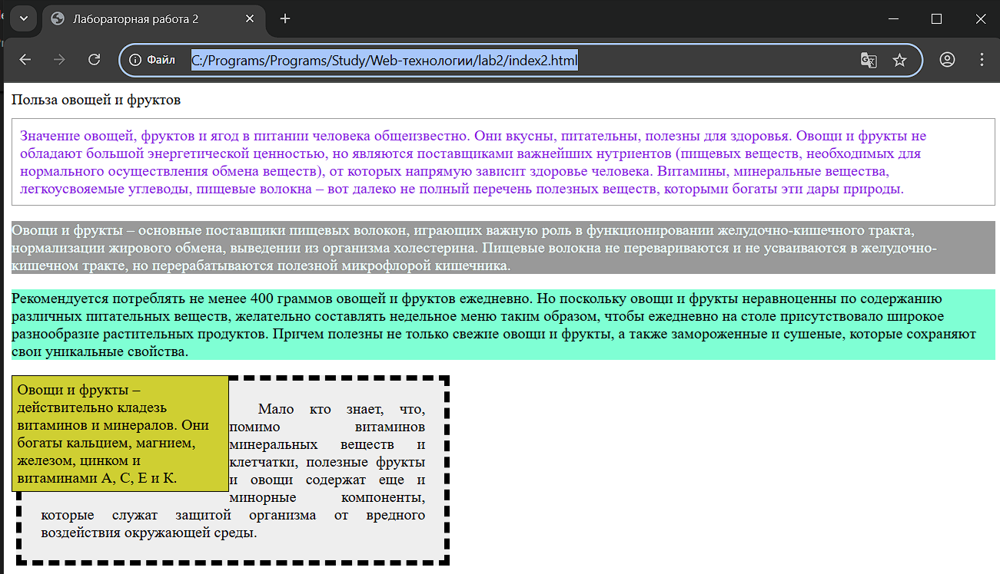 Лабораторная работа 2
Файл
C:/Programs/Programs/Study/Web-технологии/lab2/index2.html
Польза овощей и фруктов
Значение овощей, фруктов и ягод в питании человека общеизвестно. Они вкусны, питательны, полезны для здоровья. Овощи и фрукты не
обладают большой энергетической ценностью, но являются поставщиками важнейших нутриентов (пищевых веществ, необходимых для
нормального осуществления обмена веществ), от которых напрямую зависит здоровье человека. Витамины, минеральные вещества,
легкоусвояемые углеводы, пищевые волокна – вот далеко не полный перечень полезных веществ, которыми богаты эти дары природы.
Овощи и фрукты – основные поставщики пищевых волокон, играющих важную роль в функционировании желудочно-кишечного тракта,
нормализации жирового обмена, выведении из организма холестерина. Пищевые волокна не перевариваются и не усваиваются в желудочно-
кишечном тракте, но перерабатываются полезной микрофлорой кишечника.
Рекомендуется потреблять не менее 400 граммов овощей и фруктов ежедневно. Но поскольку овощи и фрукты неравноценны по содержанию
различных питательных веществ, желательно составлять недельное меню таким образом, чтобы ежедневно на столе присутствовало широкое
разнообразие растительных продуктов. Причем полезны не только свежие овощи и фрукты, а также замороженные и сушеные, которые сохраняют
свои уникальные свойства.
Овощи и фрукты –
действительно кладезь
витаминов и минералов. Они
богаты кальцием, магнием,
железом, цинком и
витаминами А, С, Е и К.
Мало кто знает, что,
помимо витаминов
минеральных веществ и
клетчатки, полезные фрукты
и овощи содержат еще и
минорные компоненты,
которые служат защитой организма от вредного
воздействия окружающей среды.